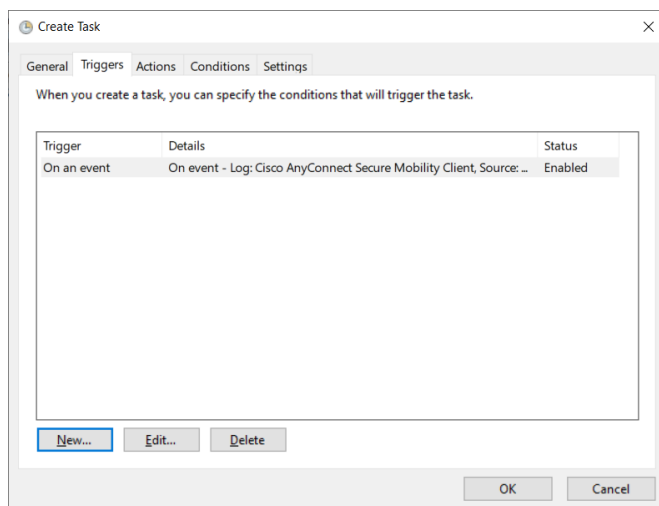 Create Task
General Triggers Actions Conditions Settings
When you create a task, you can specify the conditions that will trigger the task.
Trigger Details Status
On an event On event - Log: Cisco AnyConnect Secure Mobility Client, Source: ... Enabled
New... Edit... Delete
OK Cancel